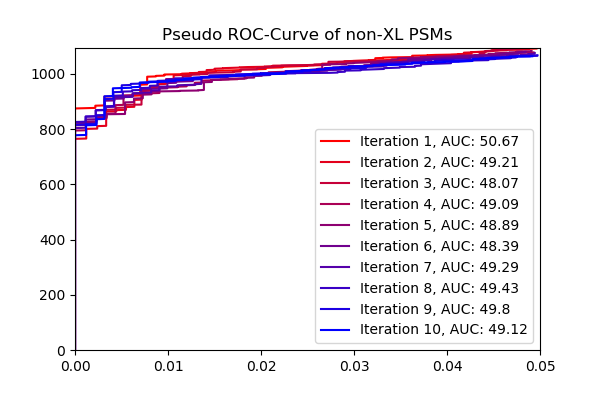 Pseudo ROC-Curve of non-XL PSMs
1000
800
600
400
200
0
Iteration 1, AUC: 50.67
Iteration 2, AUC: 49.21
Iteration 3, AUC: 48.07
Iteration 4, AUC: 49.09
Iteration 5, AUC: 48.89
Iteration 6, AUC: 48.39
Iteration 7, AUC: 49.29
Iteration 8, AUC: 49.43
Iteration 9, AUC: 49.8
Iteration 10, AUC: 49.12
0.00 0.01 0.02 0.03 0.04 0.05